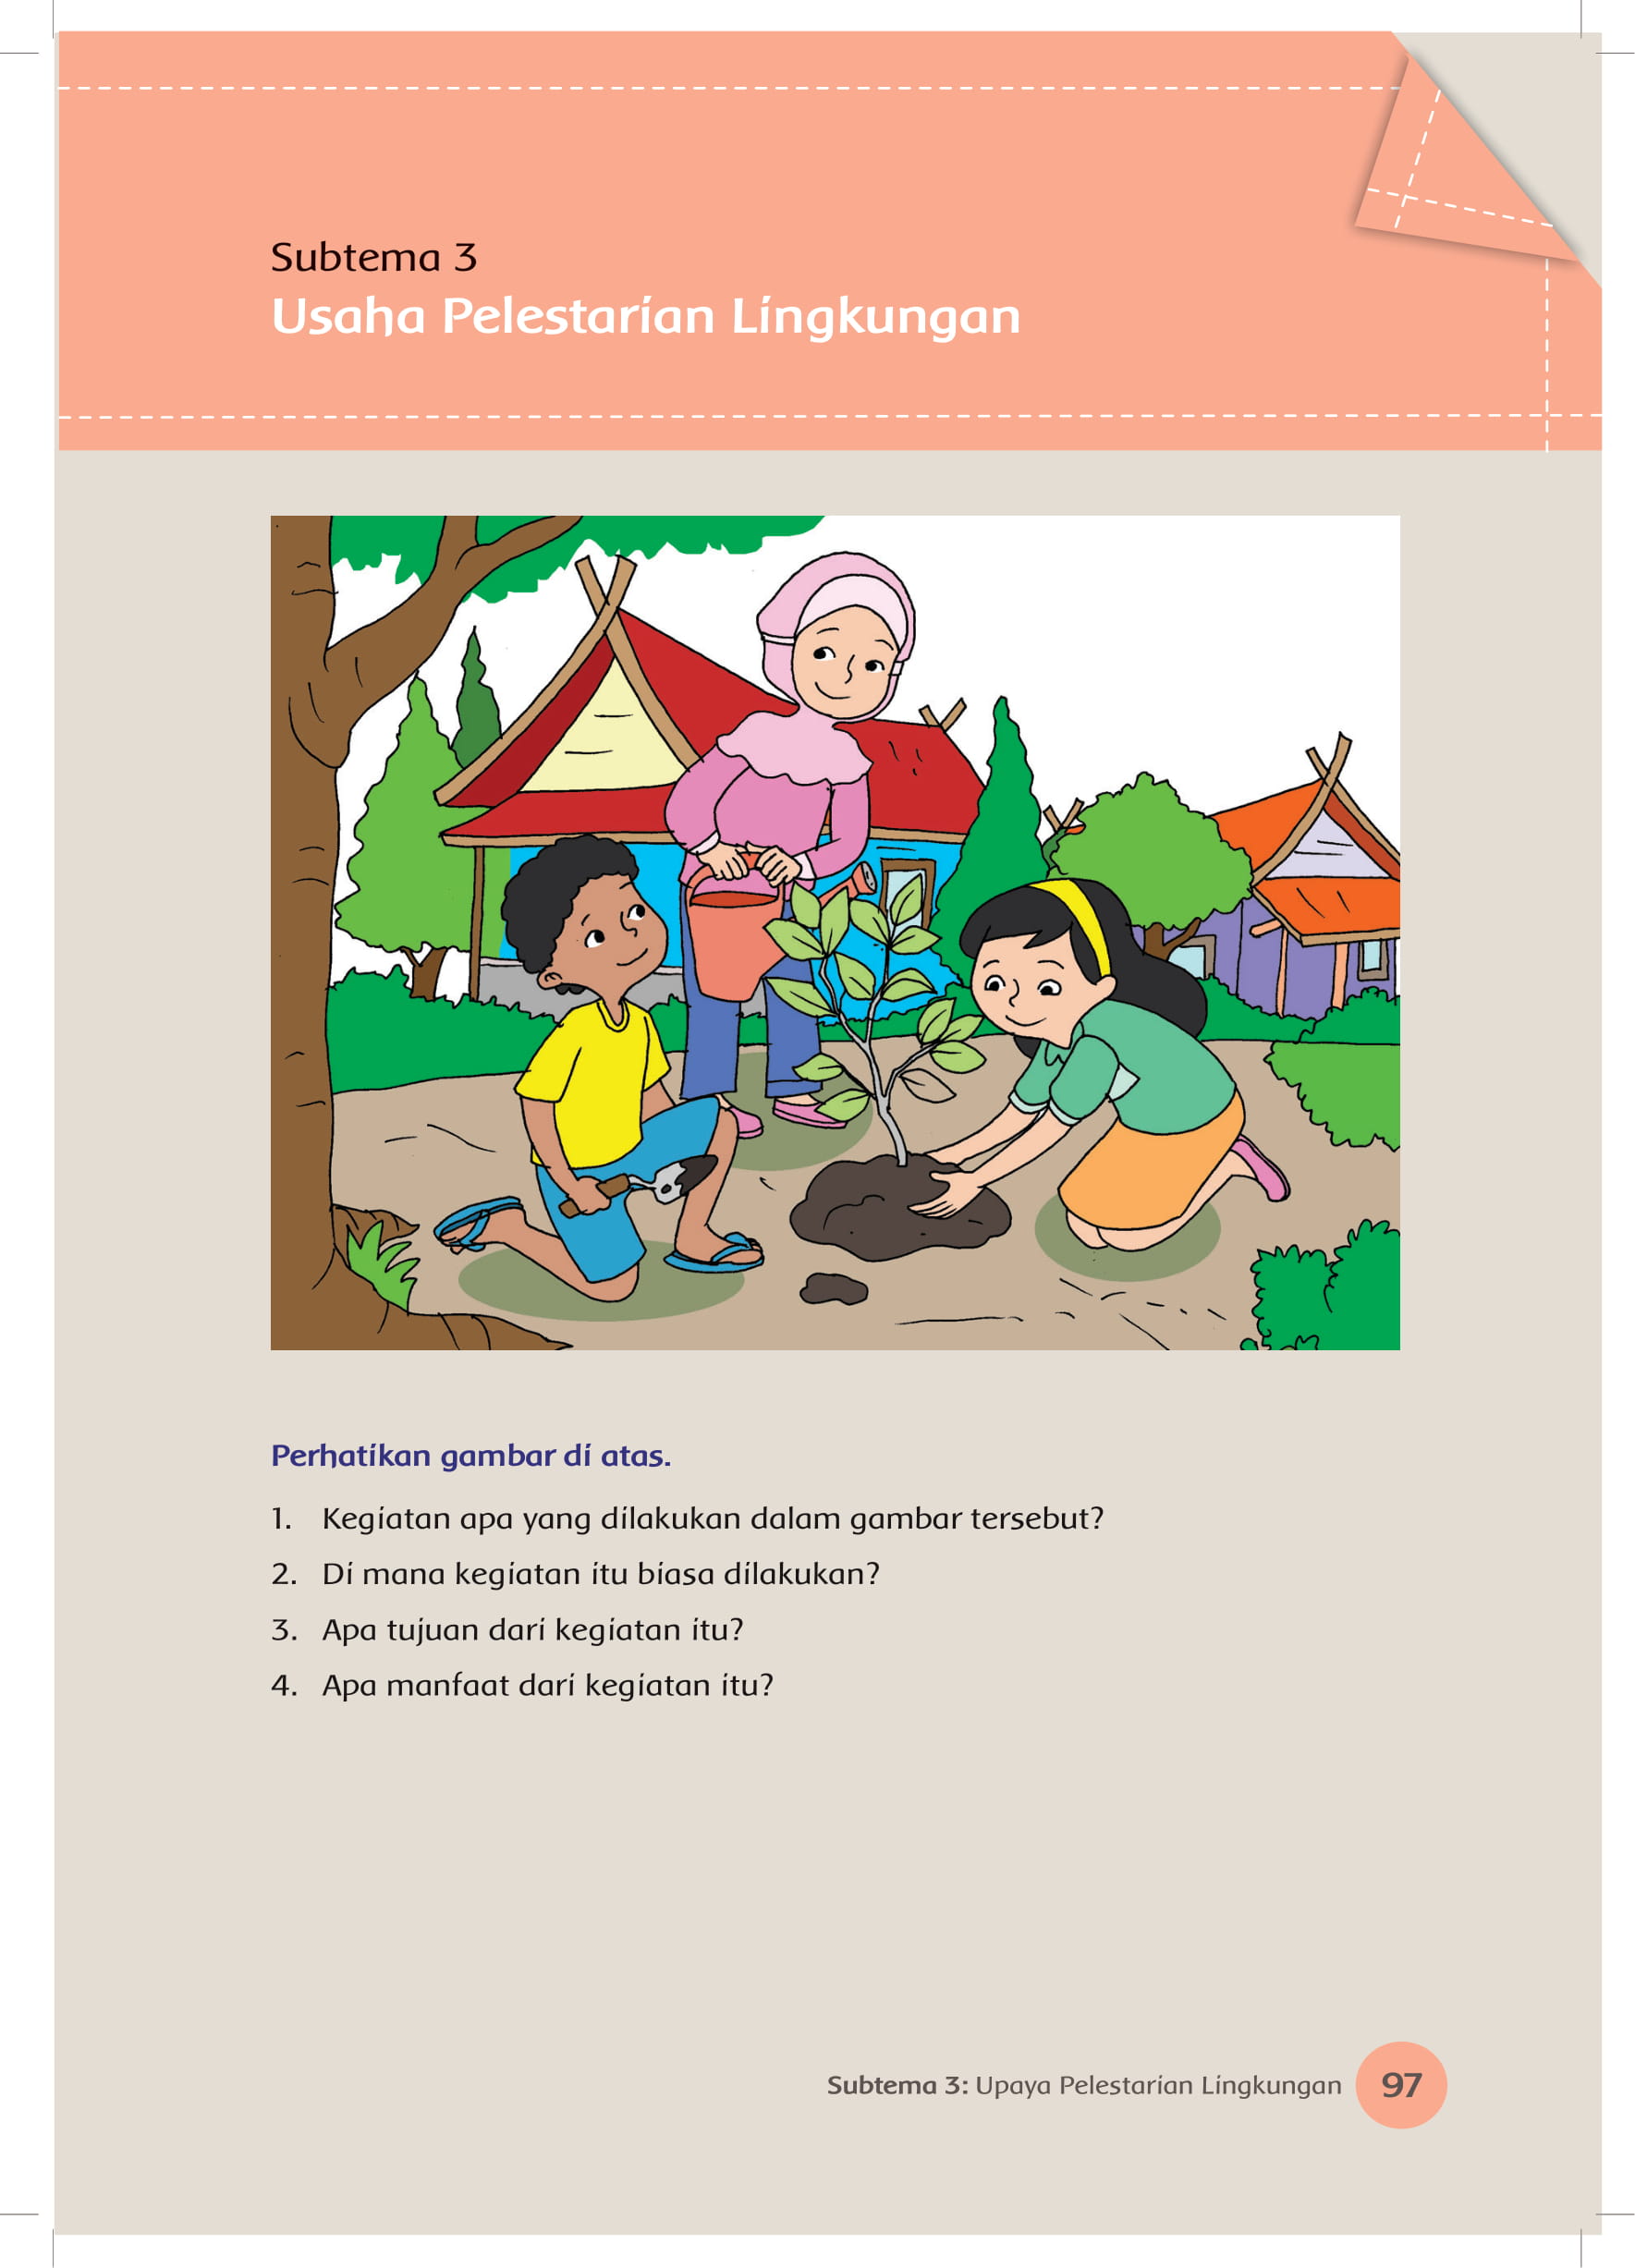 Subtema 3
Usaha Pelestarian Lingkungan
Perhatikan gambar di atas.
1. Kegiatan apa yang dilakukan dalam gambar tersebut?
2. Di mana kegiatan itu biasa dilakukan?
3. Apa tujuan dari kegiatan itu?
4. Apa manfaat dari kegiatan itu?
Subtema 3: Upaya Pelestarian Lingkungan 97